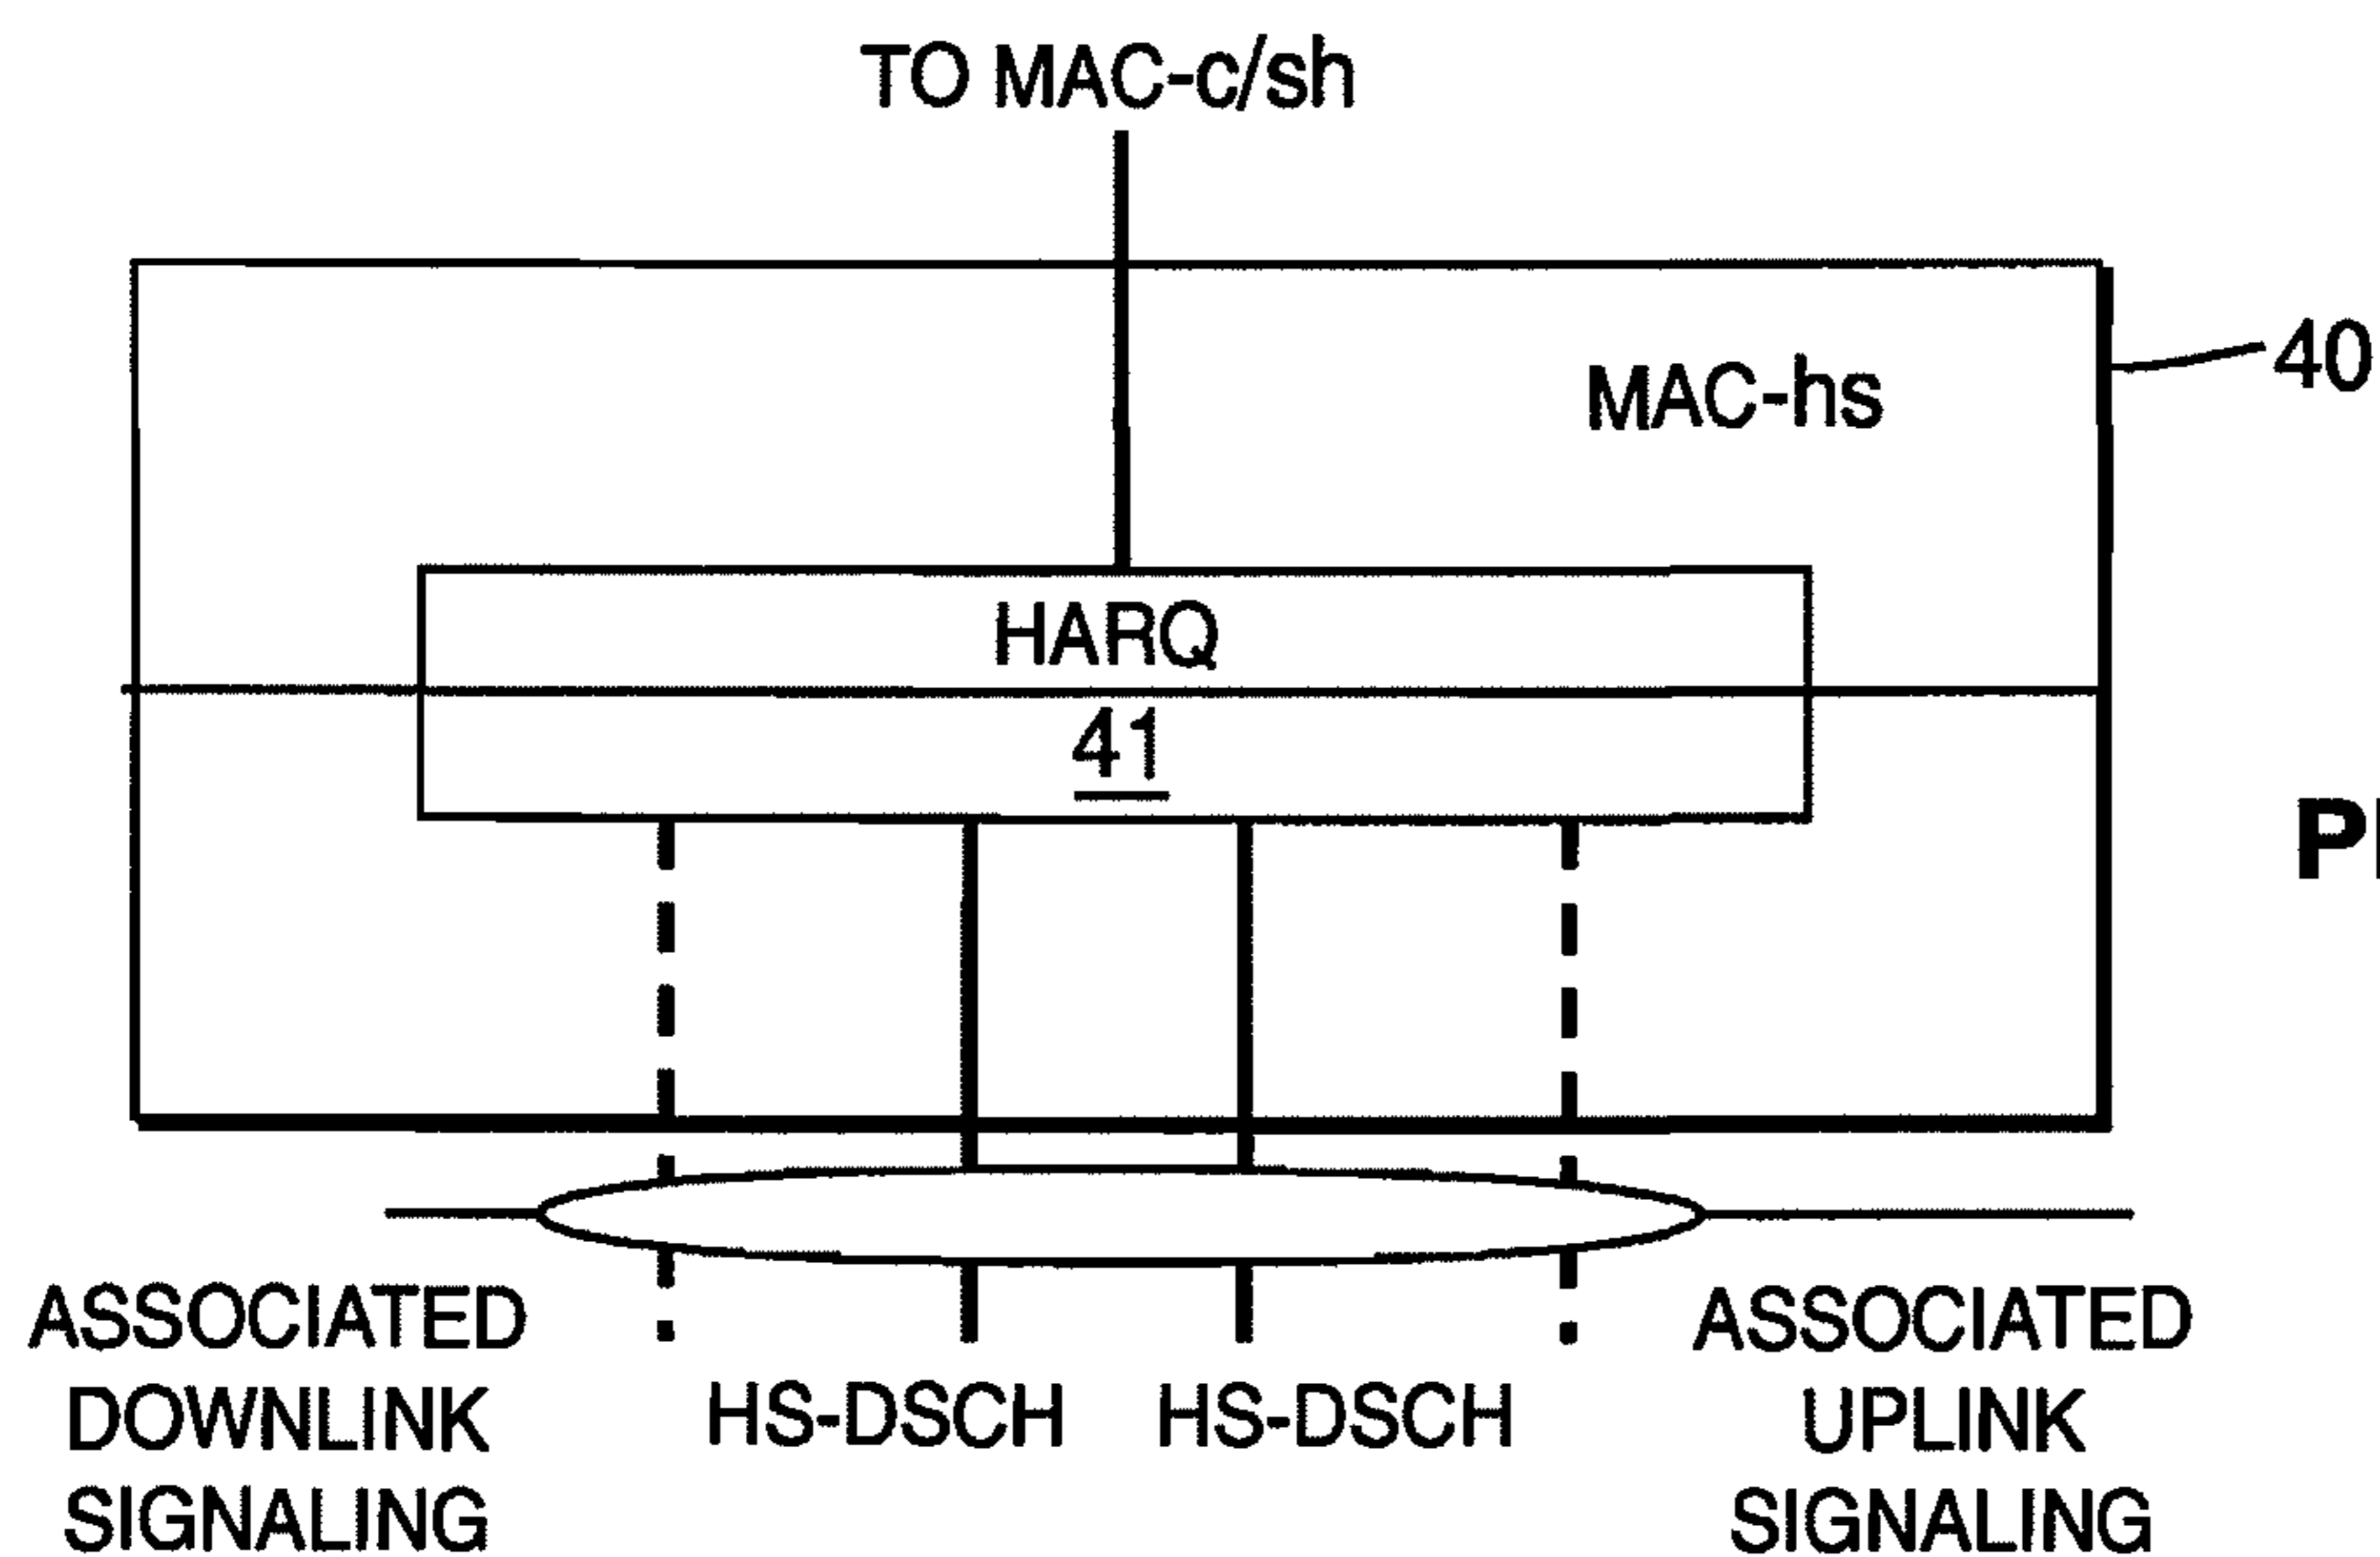 TO MAC-c/sh
MAC-hs
40
HARQ
41
ASSOCIATED
DOWNLINK
SIGNALING
HS-DSCH
HS-DSCH
ASSOCIATED
UPLINK
SIGNALING